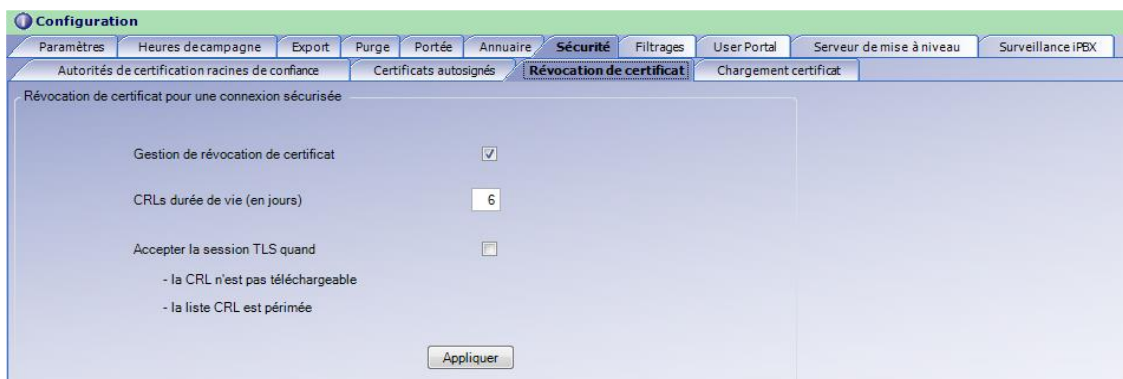 Configuration
Paramètres Heures de campagne Export Purge Portée Annuaire Sécurité Filtrages User Portal Serveur de mise à niveau Surveillance iPBX
Autorités de certification racines de confiance Certificats autosignés Révocation de certificat Chargement certificat
Révocation de certificat pour une connexion sécurisée
Gestion de révocation de certificat
CRLs durée de vie (en jours) 6
Accepter la session TLS quand
- la CRL n'est pas téléchargeable
- la liste CRL est périmée
Appliquer